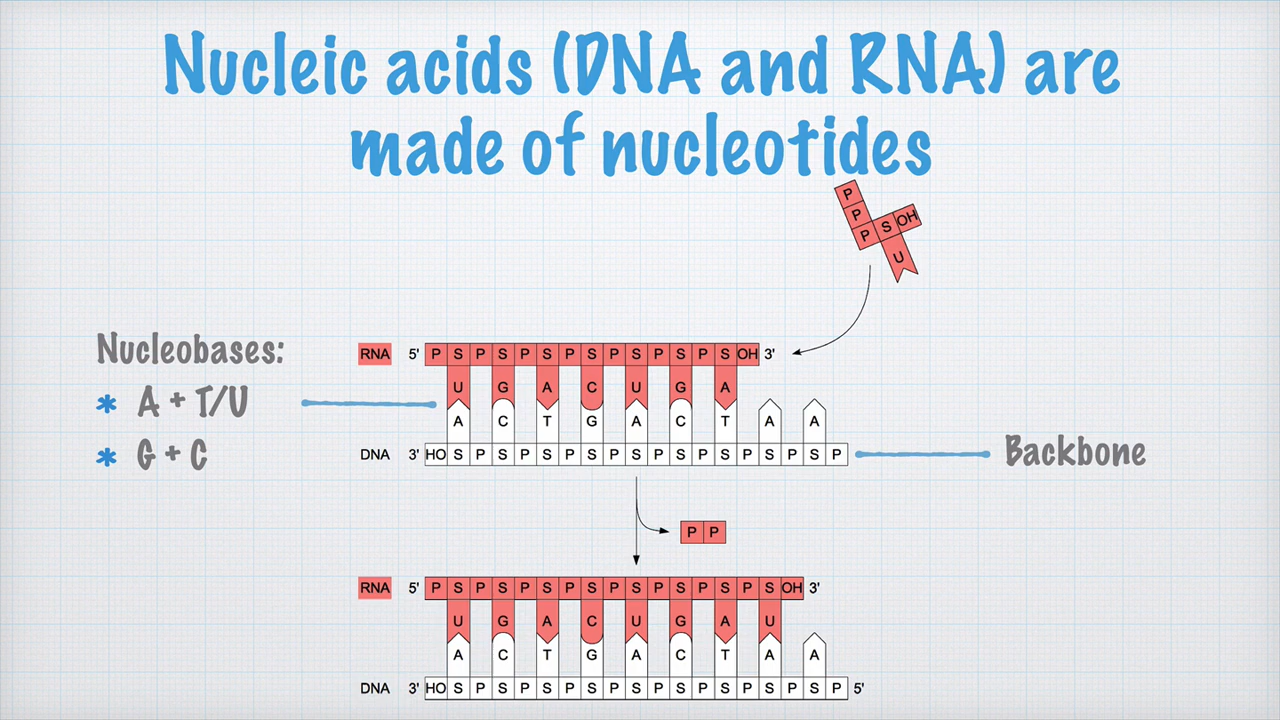 Nucleic acids (DNA and RNA) are
made of nucleotides
P
P
P S OH
U
Nucleobases:
* A + T/U
* G + C
RNA 5' P S P S P S P S P S P S P S OH 3'
U G A C U G A
A C T G A C T A A
DNA 3' HO S P S P S P S P S P S P S P S P S P
Backbone
P P
RNA 5' P S P S P S P S P S P S P S P S OH 3'
U G A C U G A U
A C T G A C T A A
DNA 3' HO S P S P S P S P S P S P S P S P S P 5'